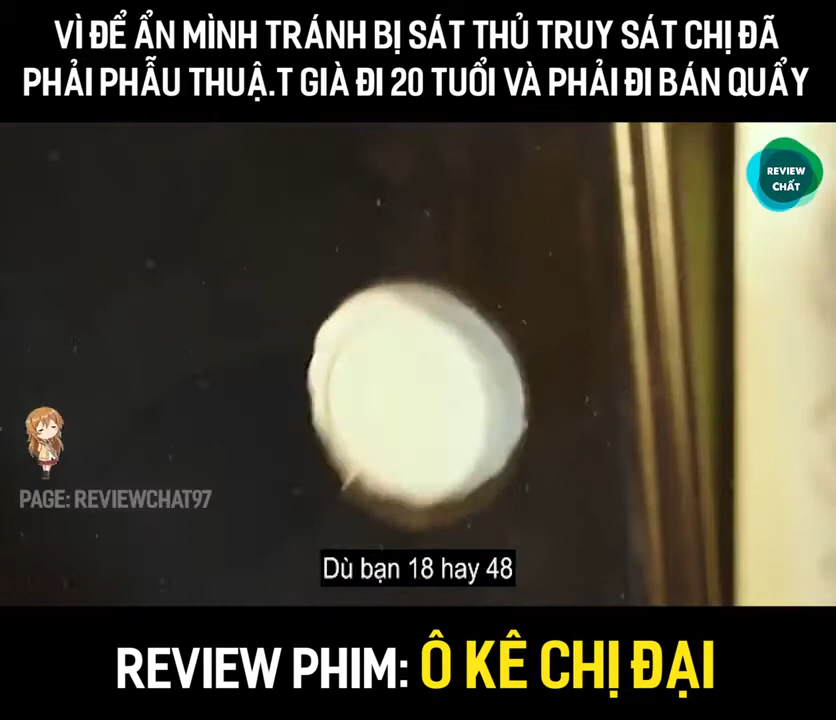 VÌ ĐỂ ẨN MÌNH TRÁNH BỊ SÁT THỦ TRUY SÁT CHỊ ĐÃ
PHẢI PHẪU THUẬ.T GIÀ ĐI 20 TUỔI VÀ PHẢI ĐI BÁN QUẨY
REVIEW
CHẤT
PAGE: REVIEWCHAT97
Dù bạn 18 hay 48
REVIEW PHIM: Ô KÊ CHỊ ĐẠI